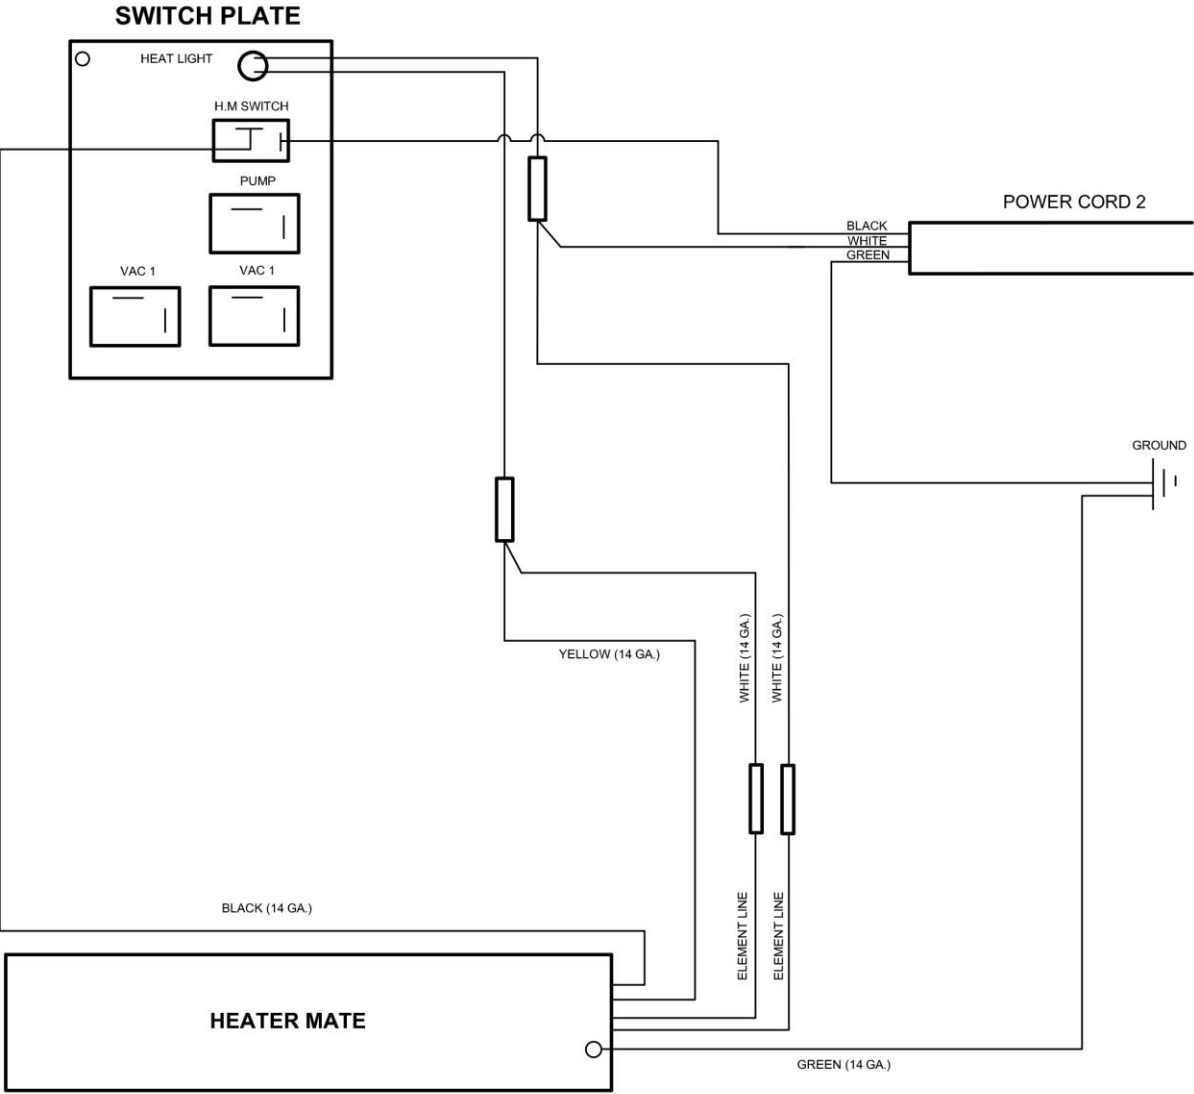 SWITCH PLATE
HEAT LIGHT
H.M SWITCH
PUMP
VAC 1
VAC 1
POWER CORD 2
BLACK
WHITE
GREEN
GROUND
WHITE (14 GA.)
WHITE (14 GA.)
YELLOW (14 GA.)
ELEMENT LINE
ELEMENT LINE
BLACK (14 GA.)
HEATER MATE
GREEN (14 GA.)